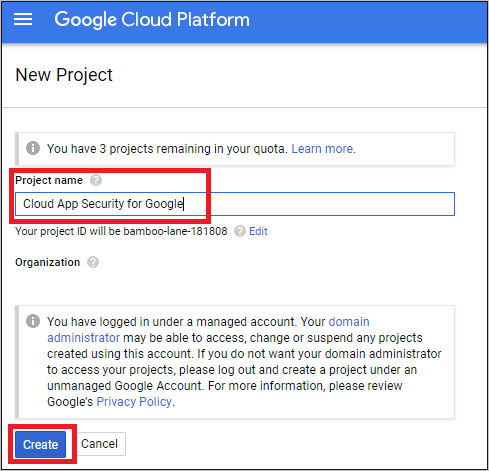 Google Cloud Platform
New Project
You have 3 projects remaining in your quota. Learn more.
Project name
Cloud App Security for Google
Your project ID will be bamboo-lane-181808 Edit
Organization
You have logged in under a managed account. Your domain
administrator may be able to access, change or suspend any projects
created using this account. If you do not want your domain administrator
to access your projects, please log out and create a project under an
unmanaged Google Account. For more information, please review
Google's Privacy Policy.
Create Cancel